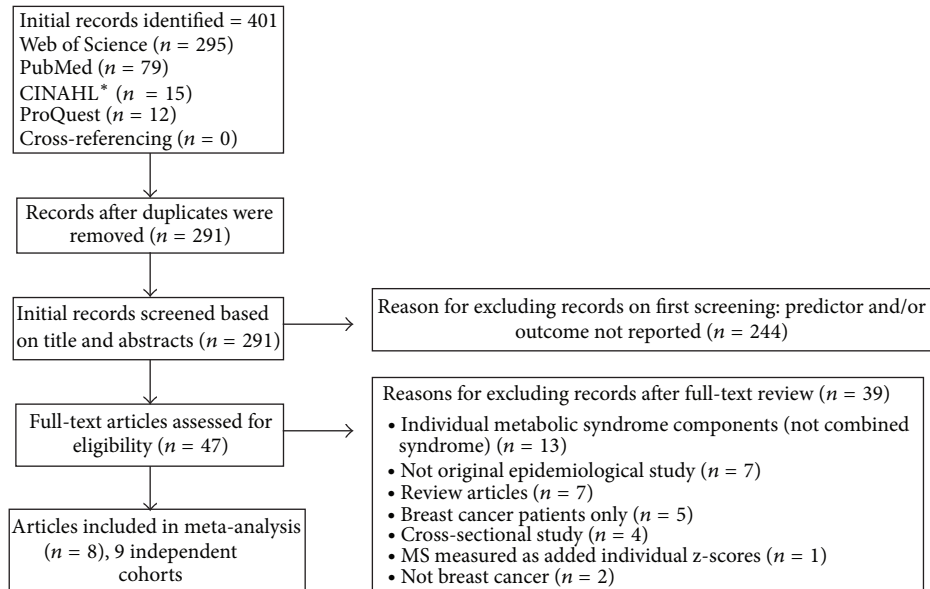 Initial records identified = 401
Web of Science (n = 295)
PubMed (n = 79)
CINAHL* (n = 15)
ProQuest (n = 12)
Cross-referencing (n = 0)
Records after duplicates were
removed (n = 291)
Initial records screened based
on title and abstracts (n = 291)
Reason for excluding records on first screening: predictor and/or
outcome not reported (n = 244)
Full-text articles assessed for
eligibility (n = 47)
Reasons for excluding records after full-text review (n = 39)
• Individual metabolic syndrome components (not combined
syndrome) (n = 13)
• Not original epidemiological study (n = 7)
• Review articles (n = 7)
• Breast cancer patients only (n = 5)
• Cross-sectional study (n = 4)
• MS measured as added individual z-scores (n = 1)
• Not breast cancer (n = 2)
Articles included in meta-analysis
(n = 8), 9 independent
cohorts